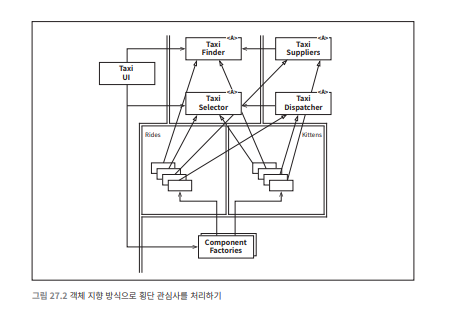 <A>
Taxi
Finder
<A>
Taxi
Suppliers
Taxi
UI
<A>
Taxi
Selector
<A>
Taxi
Dispatcher
Rides
Kittens
Component
Factories
그림 27.2 객체 지향 방식으로 횡단 관심사를 처리하기